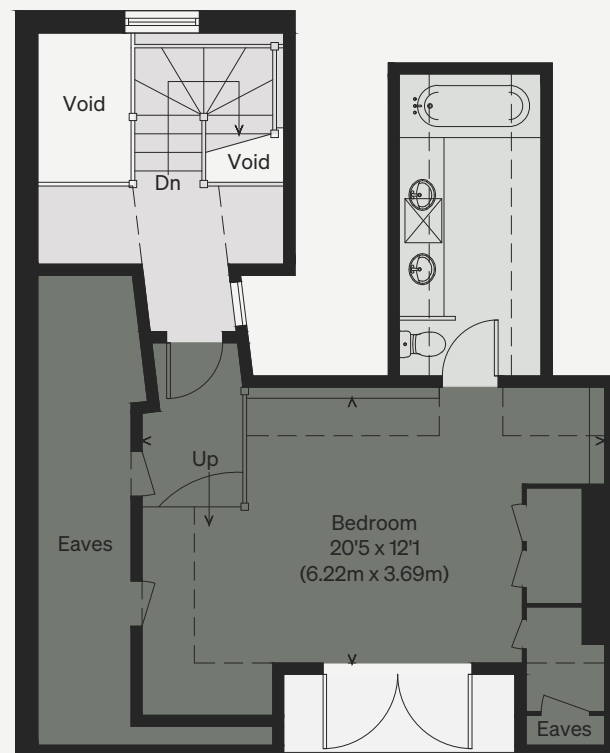 Void
Void
Dn
Up
Eaves
Bedroom
20'5 x 12'1
(6.22m x 3.69m)
Eaves